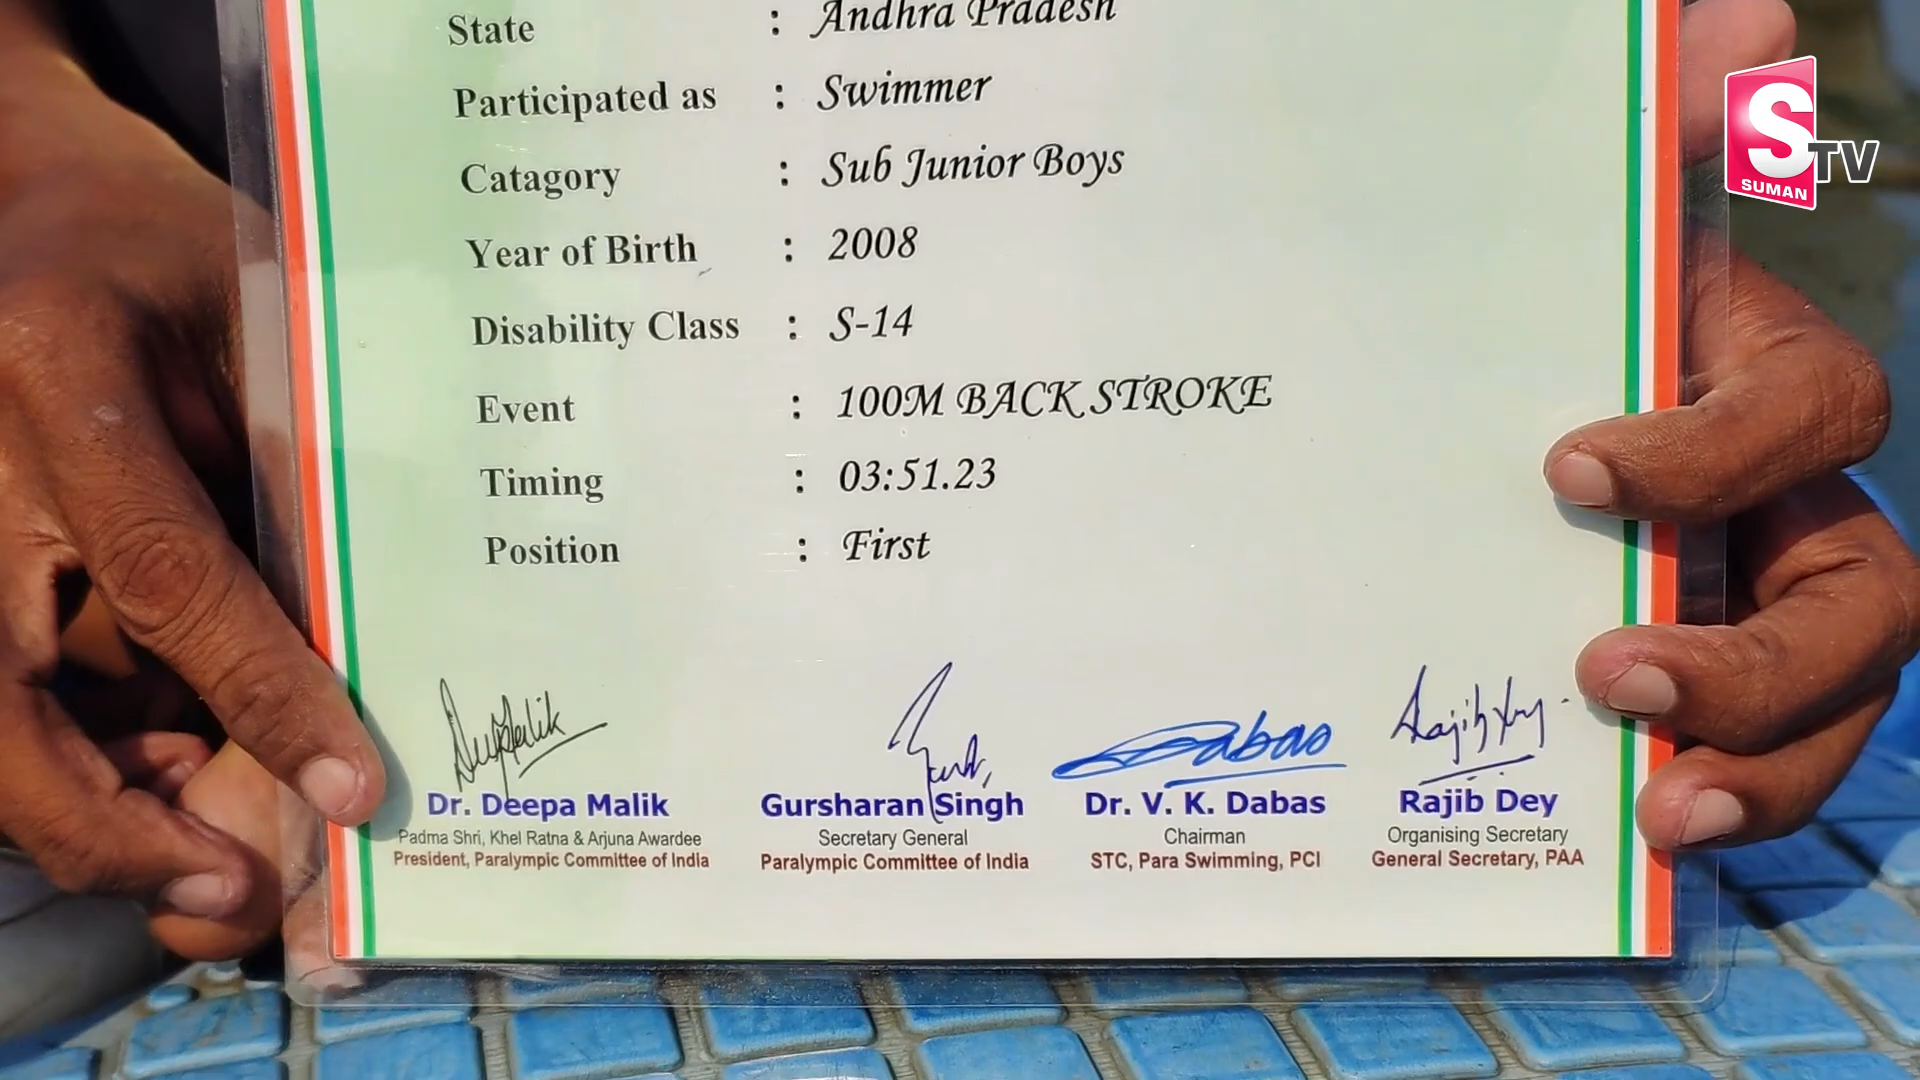 State : Andhra Pradesh
Participated as : Swimmer
Catagory : Sub Junior Boys
Year of Birth : 2008
Disability Class : S-14
Event : 100M BACK STROKE
Timing : 03:51.23
Position : First
Dr. Deepa Malik
Padma Shri, Khel Ratna & Arjuna Awardee
President, Paralympic Committee of India
Gursharan Singh
Secretary General
Paralympic Committee of India
Dabas
Dr. V. K. Dabas
Chairman
STC, Para Swimming, PCI
Rajib Dey
Organising Secretary
General Secretary, PAA
S TV
SUMAN